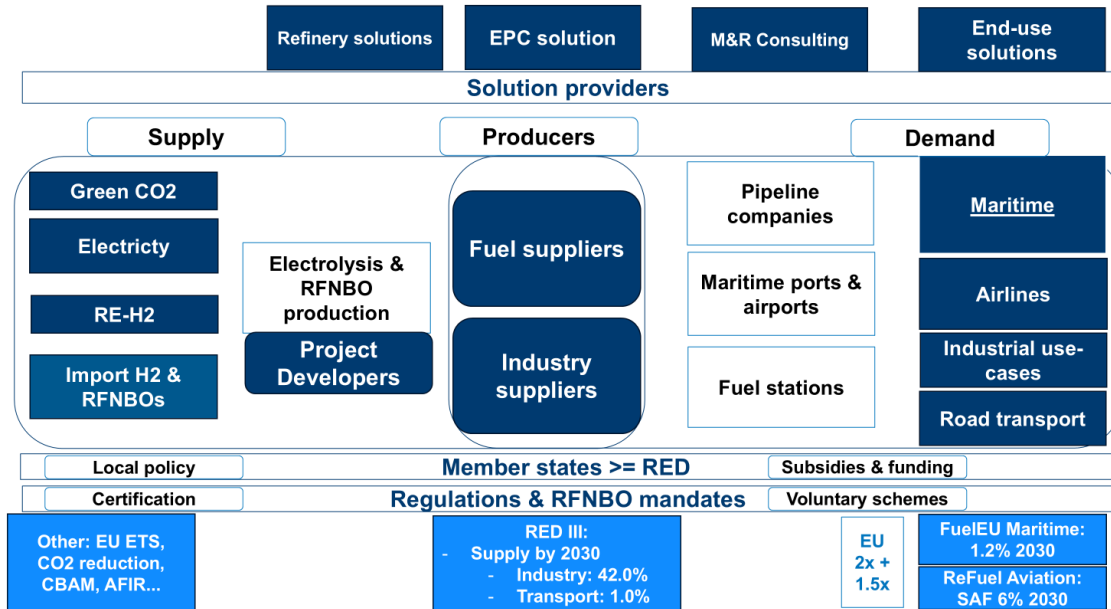 Refinery solutions
EPC solution
M&R Consulting
End-use
solutions
Solution providers
Supply
Producers
Demand
Green CO2
Electricty
RE-H2
Import H2 &
RFNBOs
Electrolysis &
RFNBO
production
Project
Developers
Fuel suppliers
Industry
suppliers
Pipeline
companies
Maritime ports &
airports
Fuel stations
Maritime
Airlines
Industrial use-
cases
Road transport
Local policy
Member states >= RED
Subsidies & funding
Certification
Regulations & RFNBO mandates
Voluntary schemes
Other: EU ETS,
CO2 reduction,
CBAM, AFIR...
RED III:
- Supply by 2030
- Industry: 42.0%
- Transport: 1.0%
EU
2x +
1.5x
FuelEU Maritime:
1.2% 2030
ReFuel Aviation:
SAF 6% 2030